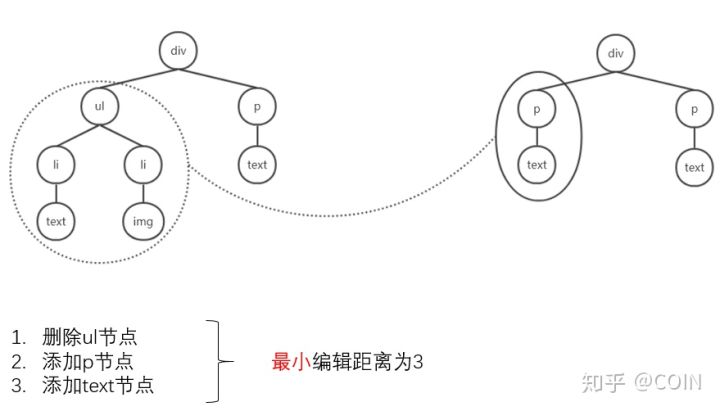 div
div
ul
p
p
p
li
li
text
text
text
text
img
1. 删除ul节点
2. 添加p节点
3. 添加text节点
最小编辑距离为3
知乎 @COIN